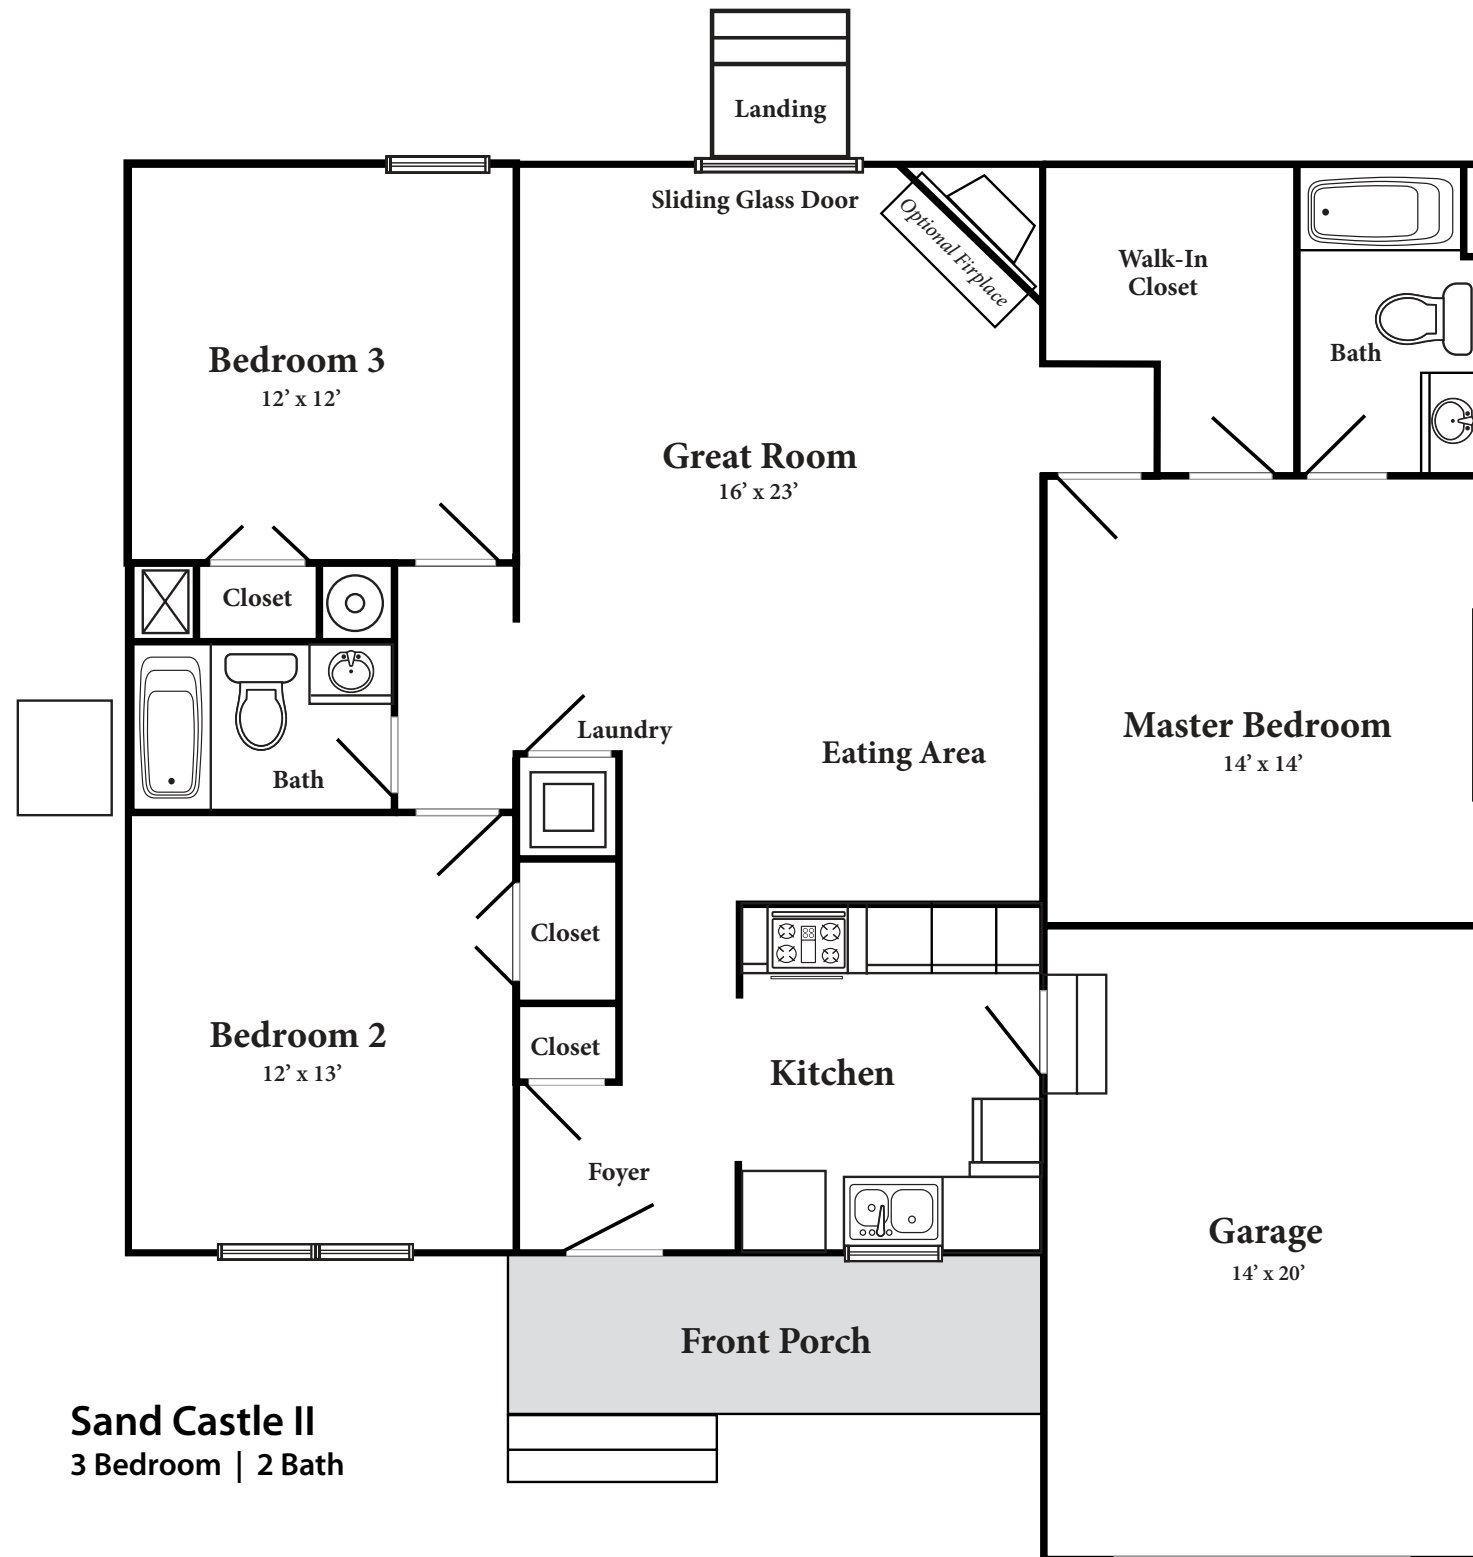 Landing
Sliding Glass Door
Optional Firplace
Walk-In
Closet
Bath
Bedroom 3
12’ x 12’
Great Room
16’ x 23’
Closet
Laundry
Eating Area
Master Bedroom
14’ x 14’
Bath
Closet
Bedroom 2
12’ x 13’
Closet
Kitchen
Foyer
Garage
14’ x 20’
Front Porch
Sand Castle II
3 Bedroom | 2 Bath